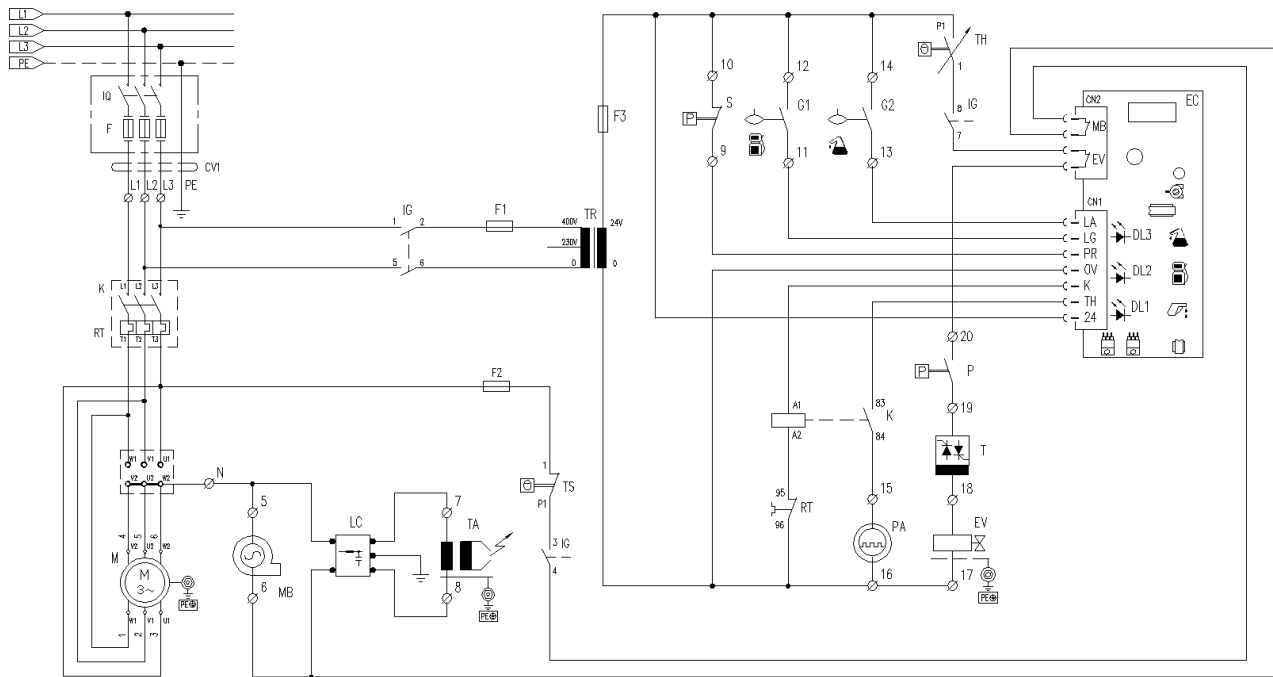 L1
L2
L3
PE
IQ
F
CV1
L1 L2 L3 PE
K
L1 L2 L3
RT
T1 T2 T3
W1 V1 U1
V2 U2 W2
N
4 5 6
V2 U2 W2
M
M
3~
PE
W1 V1 U1
1 2 3
5
6
MB
LC
7
TA
8
PE
IG
1 2
5 6
F1
400V
230V
0
TR
24V
0
F2
1
TS
P1
3 IG
4
F3
10
S
P
9
12
G1
11
14
G2
13
P1
TH
1
8 IG
7
CN2
EC
MB
EV
CN1
LA
LG
PR
0V
K
TH
24
DL3
DL2
DL1
20
P
P
19
T
18
EV
17
PE
A1
A2
83
K
84
95
RT
96
15
PA
16